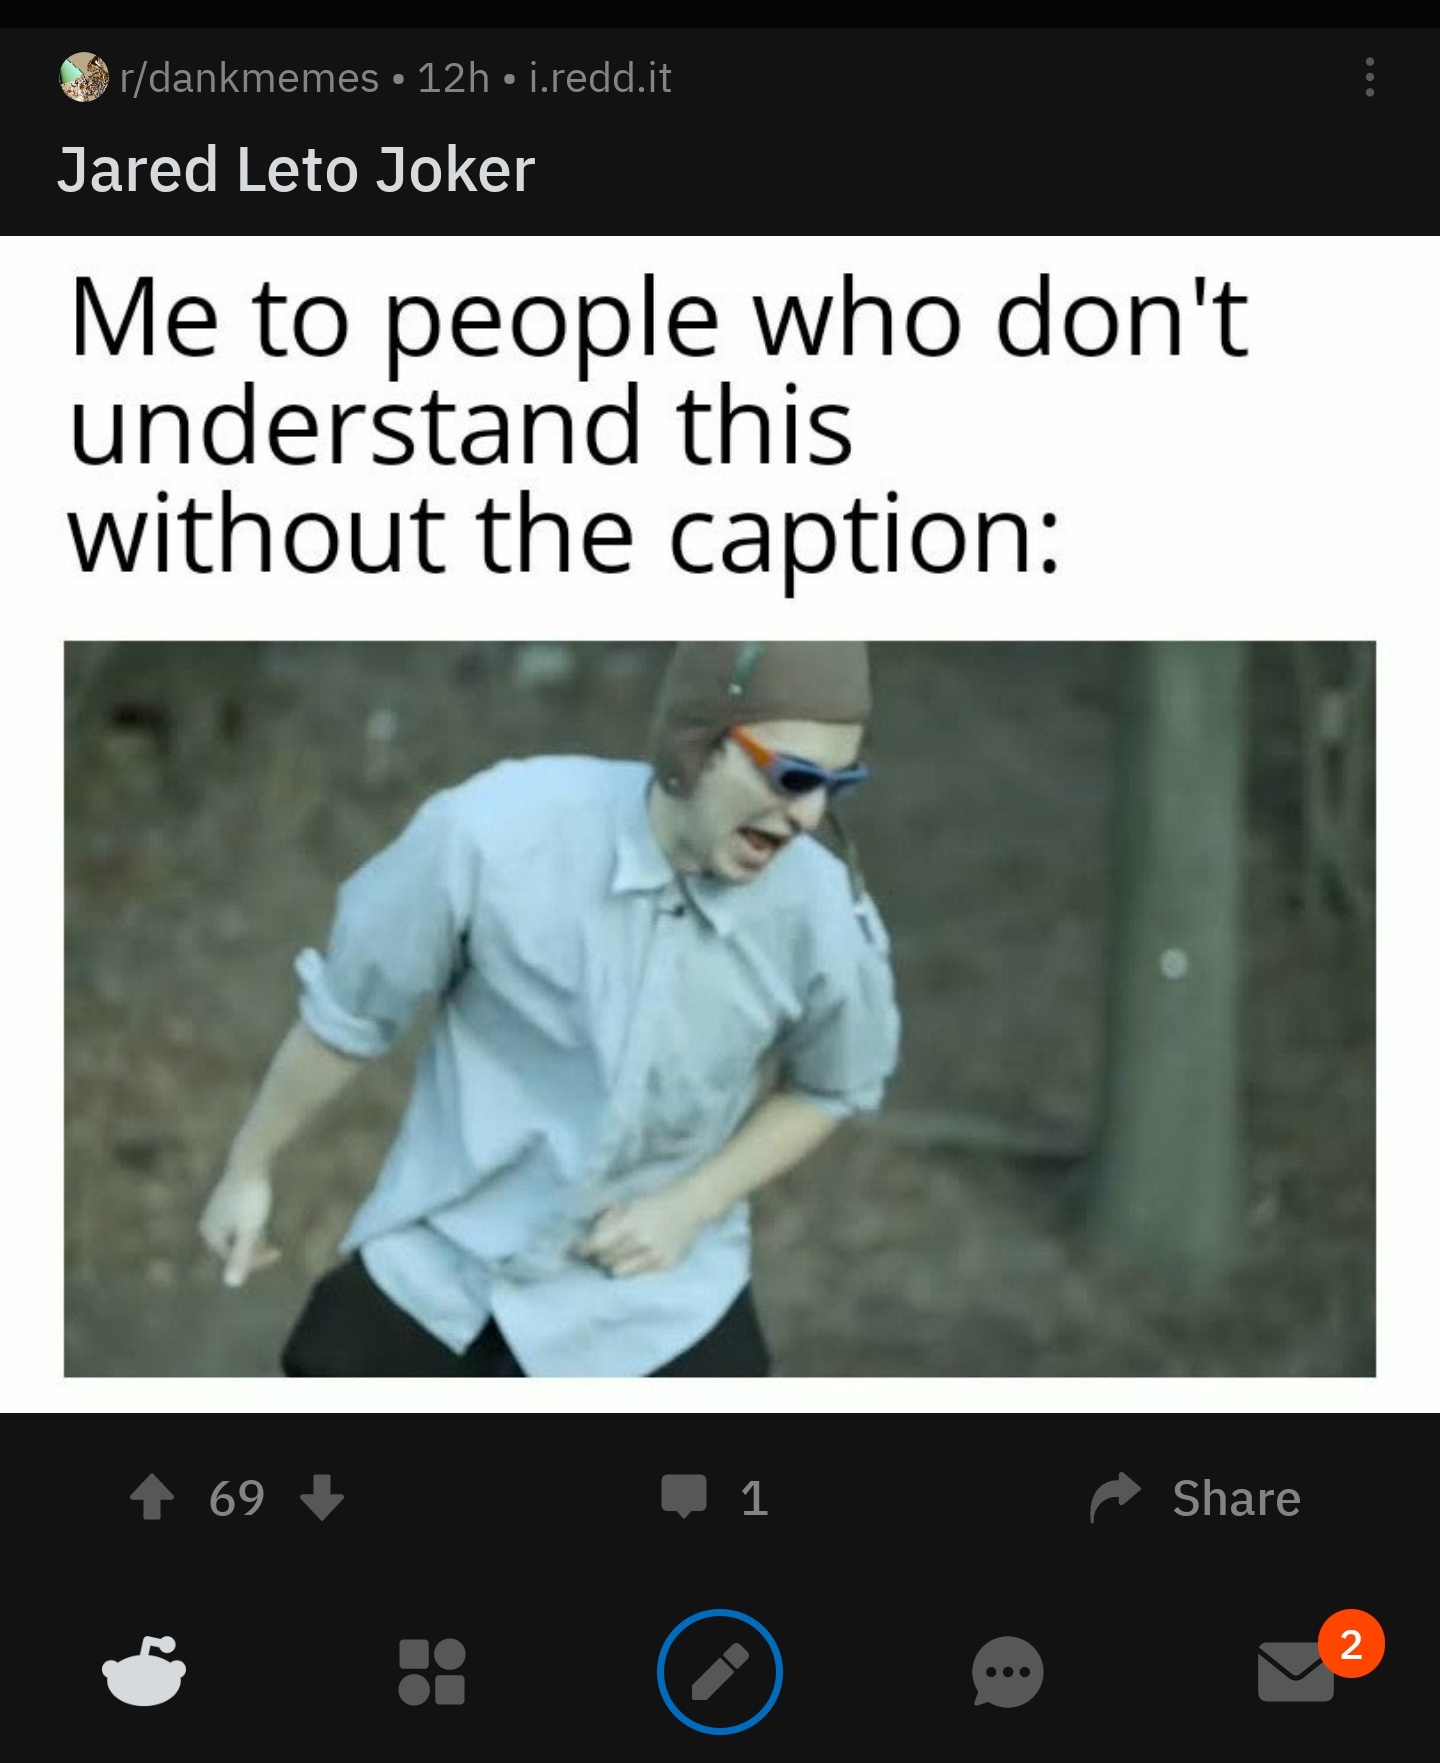 r/dankmemes • 12h • i.redd.it
Jared Leto Joker
Me to people who don't
understand this
without the caption:
69
1
Share
2